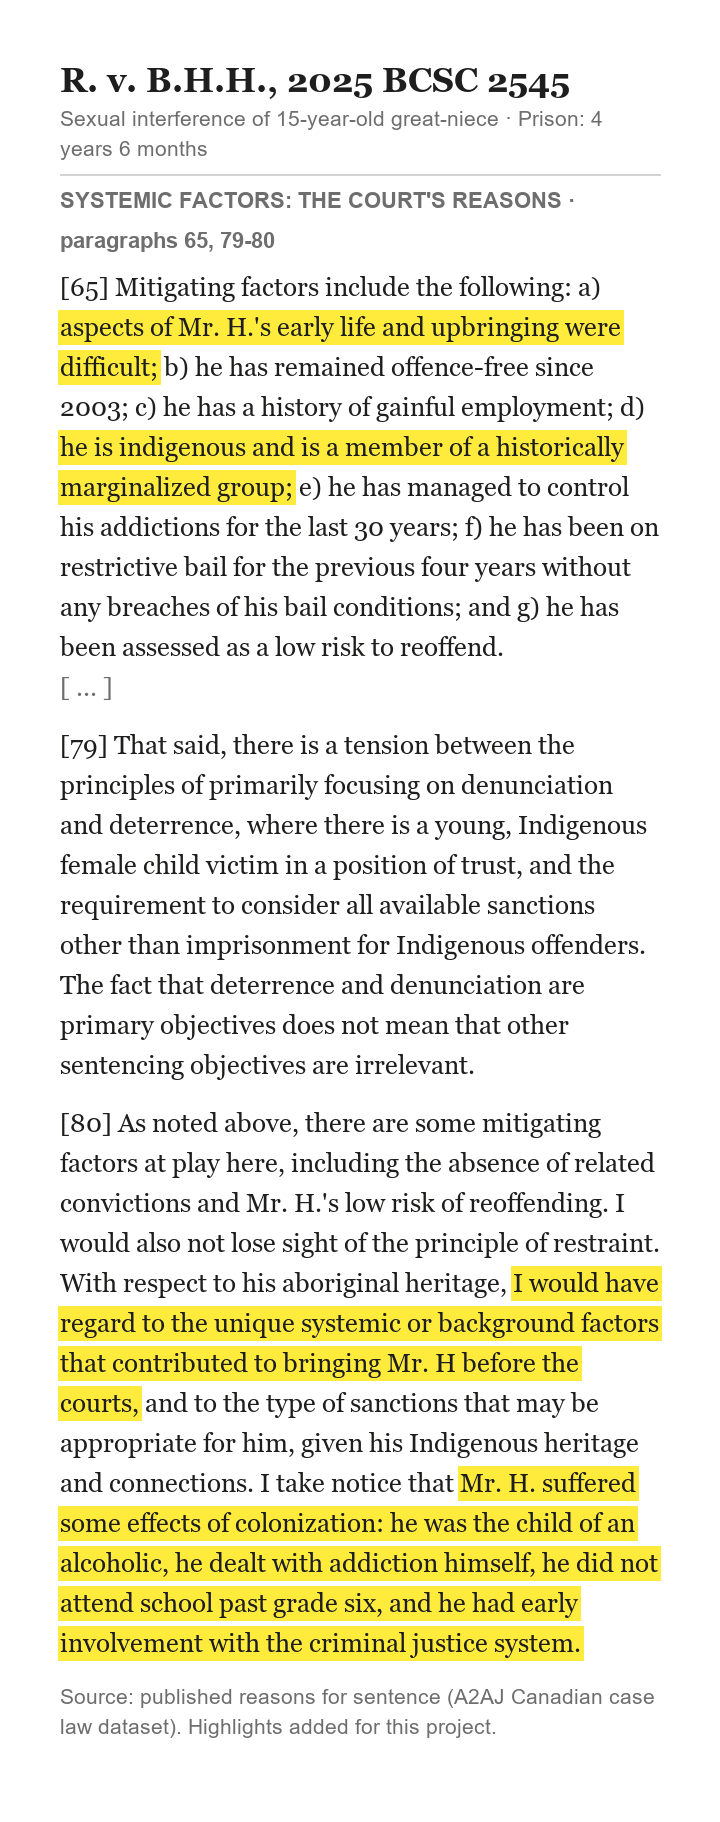 R. v. B.H.H., 2025 BCSC 2545
Sexual interference of 15-year-old great-niece · Prison: 4
years 6 months
SYSTEMIC FACTORS: THE COURT'S REASONS ·
paragraphs 65, 79-80
[65] Mitigating factors include the following: a)
aspects of Mr. H.'s early life and upbringing were
difficult; b) he has remained offence-free since
2003; c) he has a history of gainful employment; d)
he is indigenous and is a member of a historically
marginalized group; e) he has managed to control
his addictions for the last 30 years; f) he has been on
restrictive bail for the previous four years without
any breaches of his bail conditions; and g) he has
been assessed as a low risk to reoffend.
[ ... ]
[79] That said, there is a tension between the
principles of primarily focusing on denunciation
and deterrence, where there is a young, Indigenous
female child victim in a position of trust, and the
requirement to consider all available sanctions
other than imprisonment for Indigenous offenders.
The fact that deterrence and denunciation are
primary objectives does not mean that other
sentencing objectives are irrelevant.
[80] As noted above, there are some mitigating
factors at play here, including the absence of related
convictions and Mr. H.'s low risk of reoffending. I
would also not lose sight of the principle of restraint.
With respect to his aboriginal heritage, I would have
regard to the unique systemic or background factors
that contributed to bringing Mr. H before the
courts, and to the type of sanctions that may be
appropriate for him, given his Indigenous heritage
and connections. I take notice that Mr. H. suffered
some effects of colonization: he was the child of an
alcoholic, he dealt with addiction himself, he did not
attend school past grade six, and he had early
involvement with the criminal justice system.
Source: published reasons for sentence (A2AJ Canadian case
law dataset). Highlights added for this project.